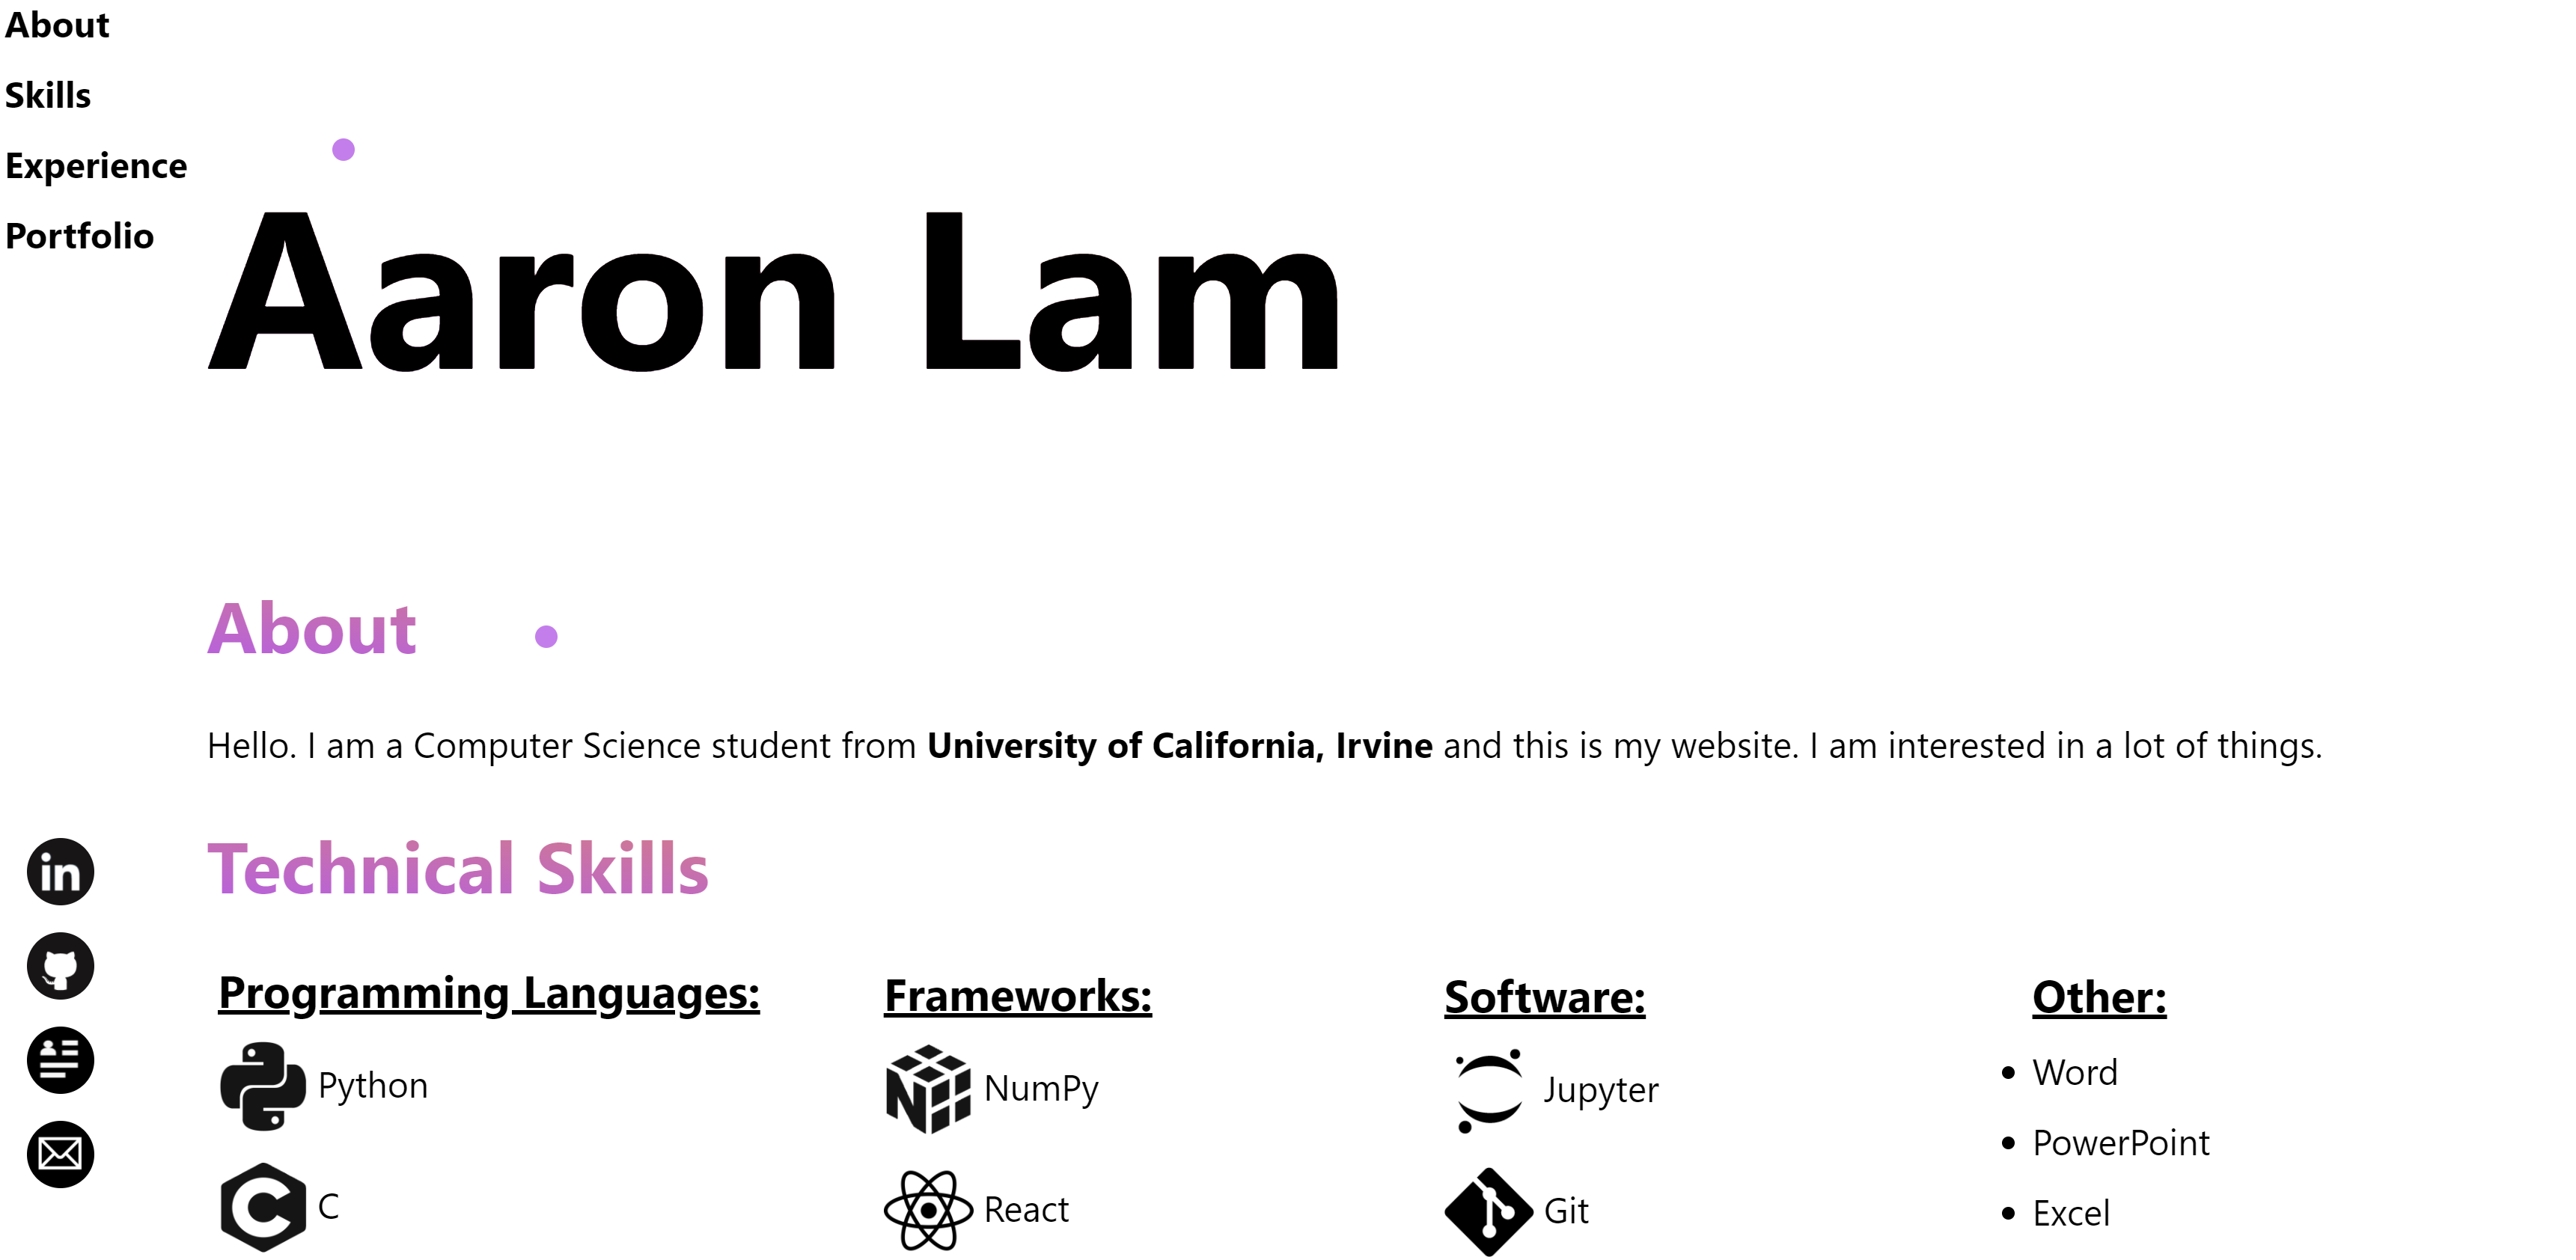 About
Skills
Experience
Portfolio
Aaron Lam
About
Hello. I am a Computer Science student from University of California, Irvine and this is my website. I am interested in a lot of things.
in
Technical Skills
Programming Languages:
Python
C
C
Frameworks:
N
NumPy
React
Software:
Jupyter
Git
Other:
Word
PowerPoint
Excel